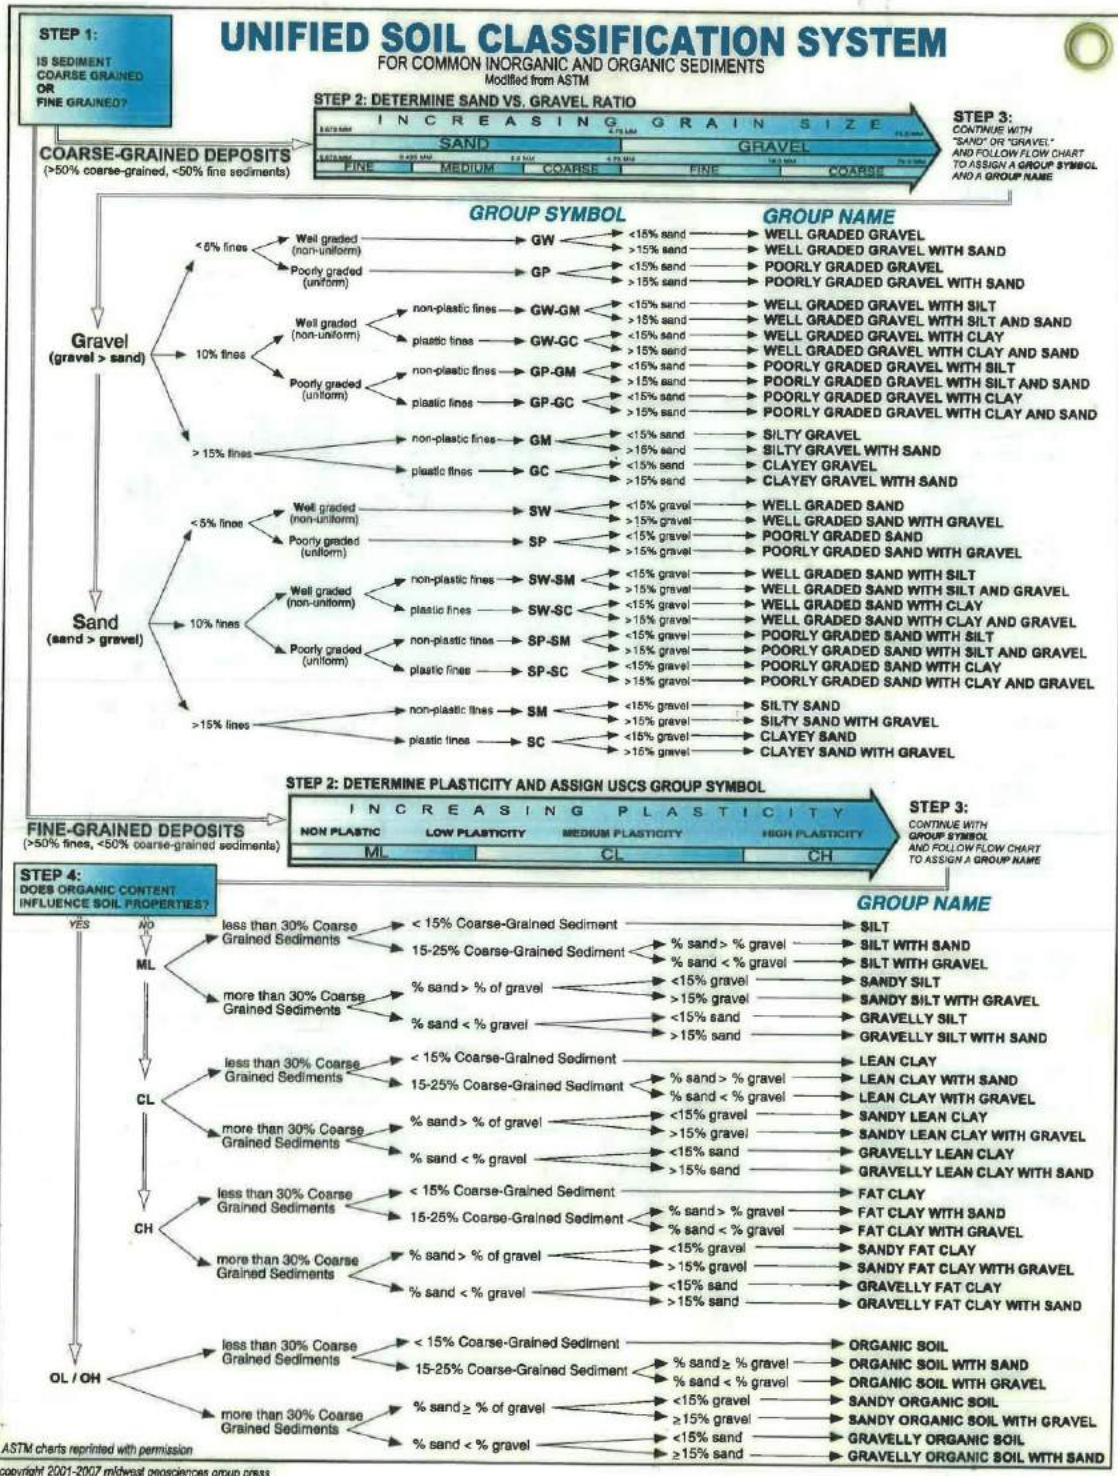 STEP 1:
IS SEDIMENT
COARSE GRAINED
OR
FINE GRAINED?
UNIFIED SOIL CLASSIFICATION SYSTEM
FOR COMMON INORGANIC AND ORGANIC SEDIMENTS
Modified from ASTM
STEP 2: DETERMINE SAND VS. GRAVEL RATIO
INCREASING GRAIN SIZE
4.75 MM
SAND GRAVEL
FINE MEDIUM COARSE FINE COARSE
STEP 3:
CONTINUE WITH
"SAND" OR "GRAVEL"
AND FOLLOW FLOW CHART
TO ASSIGN A GROUP SYMBOL
AND A GROUP NAME
COARSE-GRAINED DEPOSITS
(>50% coarse-grained, <50% fine sediments)
GROUP SYMBOL GROUP NAME
Gravel
(gravel > sand)
<5% fines
Well graded
(non-uniform)
GW
<15% sand WELL GRADED GRAVEL
>15% sand WELL GRADED GRAVEL WITH SAND
Poorly graded
(uniform)
GP
<15% sand POORLY GRADED GRAVEL
>15% sand POORLY GRADED GRAVEL WITH SAND
10% fines
Well graded
(non-uniform)
non-plastic fines GW-GM
<15% sand WELL GRADED GRAVEL WITH SILT
>15% sand WELL GRADED GRAVEL WITH SILT AND SAND
plastic fines GW-GC
<15% sand WELL GRADED GRAVEL WITH CLAY
>15% sand WELL GRADED GRAVEL WITH CLAY AND SAND
Poorly graded
(uniform)
non-plastic fines GP-GM
<15% sand POORLY GRADED GRAVEL WITH SILT
>15% sand POORLY GRADED GRAVEL WITH SILT AND SAND
plastic fines GP-GC
<15% sand POORLY GRADED GRAVEL WITH CLAY
>15% sand POORLY GRADED GRAVEL WITH CLAY AND SAND
>15% fines
non-plastic fines GM
<15% sand SILTY GRAVEL
>15% sand SILTY GRAVEL WITH SAND
plastic fines GC
<15% sand CLAYEY GRAVEL
>15% sand CLAYEY GRAVEL WITH SAND
Sand
(sand > gravel)
<5% fines
Well graded
(non-uniform)
SW
<15% gravel WELL GRADED SAND
>15% gravel WELL GRADED SAND WITH GRAVEL
Poorly graded
(uniform)
SP
<15% gravel POORLY GRADED SAND
>15% gravel POORLY GRADED SAND WITH GRAVEL
10% fines
Well graded
(non-uniform)
non-plastic fines SW-SM
<15% gravel WELL GRADED SAND WITH SILT
>15% gravel WELL GRADED SAND WITH SILT AND GRAVEL
plastic fines SW-SC
<15% gravel WELL GRADED SAND WITH CLAY
>15% gravel WELL GRADED SAND WITH CLAY AND GRAVEL
Poorly graded
(uniform)
non-plastic fines SP-SM
<15% gravel POORLY GRADED SAND WITH SILT
>15% gravel POORLY GRADED SAND WITH SILT AND GRAVEL
plastic fines SP-SC
<15% gravel POORLY GRADED SAND WITH CLAY
>15% gravel POORLY GRADED SAND WITH CLAY AND GRAVEL
>15% fines
non-plastic fines SM
<15% gravel SILTY SAND
>15% gravel SILTY SAND WITH GRAVEL
plastic fines SC
<15% gravel CLAYEY SAND
>15% gravel CLAYEY SAND WITH GRAVEL
STEP 2: DETERMINE PLASTICITY AND ASSIGN USCS GROUP SYMBOL
INCREASING PLASTICITY
NON PLASTIC LOW PLASTICITY MEDIUM PLASTICITY HIGH PLASTICITY
ML CL CH
STEP 3:
CONTINUE WITH
GROUP SYMBOL
AND FOLLOW FLOW CHART
TO ASSIGN A GROUP NAME
FINE-GRAINED DEPOSITS
(>50% fines, <50% coarse-grained sediments)
STEP 4:
DOES ORGANIC CONTENT
INFLUENCE SOIL PROPERTIES?
YES NO
GROUP NAME
ML
less than 30% Coarse
Grained Sediments
< 15% Coarse-Grained Sediment SILT
15-25% Coarse-Grained Sediment
% sand > % gravel SILT WITH SAND
% sand < % gravel SILT WITH GRAVEL
more than 30% Coarse
Grained Sediments
% sand > % of gravel
<15% gravel SANDY SILT
>15% gravel SANDY SILT WITH GRAVEL
% sand < % gravel
<15% sand GRAVELLY SILT
>15% sand GRAVELLY SILT WITH SAND
CL
less than 30% Coarse
Grained Sediments
< 15% Coarse-Grained Sediment LEAN CLAY
15-25% Coarse-Grained Sediment
% sand > % gravel LEAN CLAY WITH SAND
% sand < % gravel LEAN CLAY WITH GRAVEL
more than 30% Coarse
Grained Sediments
% sand > % of gravel
<15% gravel SANDY LEAN CLAY
>15% gravel SANDY LEAN CLAY WITH GRAVEL
% sand < % gravel
<15% sand GRAVELLY LEAN CLAY
>15% sand GRAVELLY LEAN CLAY WITH SAND
CH
less than 30% Coarse
Grained Sediments
< 15% Coarse-Grained Sediment FAT CLAY
15-25% Coarse-Grained Sediment
% sand > % gravel FAT CLAY WITH SAND
% sand < % gravel FAT CLAY WITH GRAVEL
more than 30% Coarse
Grained Sediments
% sand > % of gravel
<15% gravel SANDY FAT CLAY
>15% gravel SANDY FAT CLAY WITH GRAVEL
% sand < % gravel
<15% sand GRAVELLY FAT CLAY
>15% sand GRAVELLY FAT CLAY WITH SAND
OL / OH
less than 30% Coarse
Grained Sediments
< 15% Coarse-Grained Sediment ORGANIC SOIL
15-25% Coarse-Grained Sediment
% sand ≥ % gravel ORGANIC SOIL WITH SAND
% sand < % gravel ORGANIC SOIL WITH GRAVEL
more than 30% Coarse
Grained Sediments
% sand ≥ % of gravel
<15% gravel SANDY ORGANIC SOIL
≥15% gravel SANDY ORGANIC SOIL WITH GRAVEL
% sand < % gravel
<15% sand GRAVELLY ORGANIC SOIL
≥15% sand GRAVELLY ORGANIC SOIL WITH SAND
ASTM charts reprinted with permission
copyright 2001-2007 midwest geosciences group press